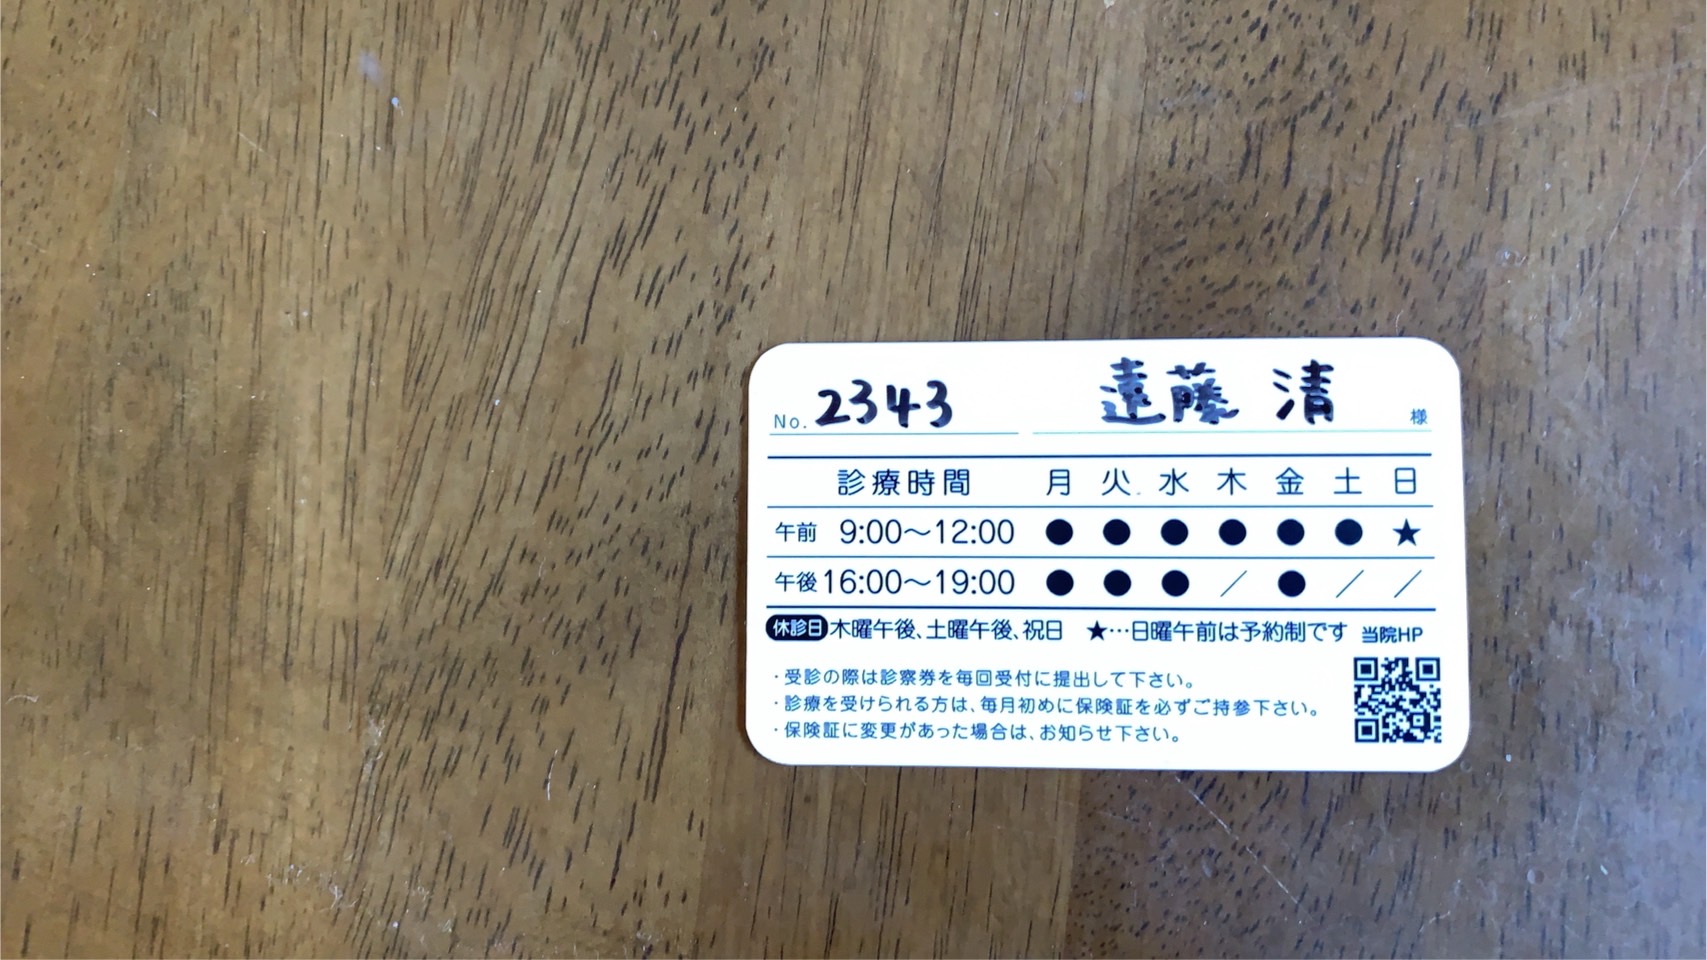 No. 2343 遠藤 清 様
診療時間 月 火 水 木 金 土 日
午前 9:00〜12:00 ● ● ● ● ● ● ★
午後 16:00〜19:00 ● ● ● ／ ● ／ ／
休診日 木曜午後、土曜午後、祝日 ★…日曜午前は予約制です 当院HP
・受診の際は診察券を毎回受付に提出して下さい。
・診療を受けられる方は、毎月初めに保険証を必ずご持参下さい。
・保険証に変更があった場合は、お知らせ下さい。